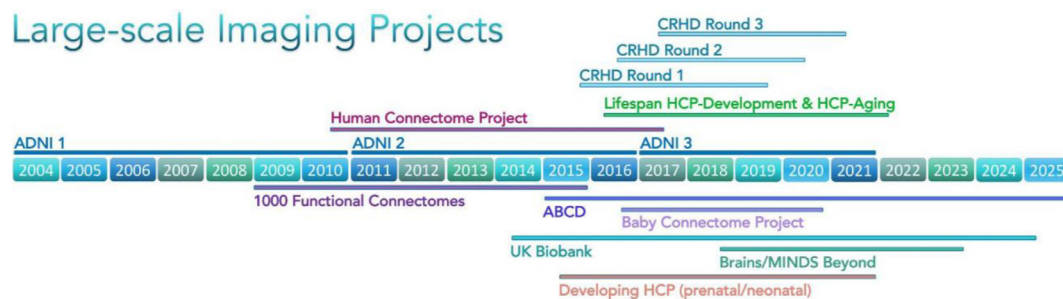 Large-scale Imaging Projects
CRHD Round 3
CRHD Round 2
CRHD Round 1
Lifespan HCP-Development & HCP-Aging
Human Connectome Project
ADNI 1 ADNI 2 ADNI 3
2004 2005 2006 2007 2008 2009 2010 2011 2012 2013 2014 2015 2016 2017 2018 2019 2020 2021 2022 2023 2024 2025
1000 Functional Connectomes
ABCD
Baby Connectome Project
UK Biobank
Brains/MINDS Beyond
Developing HCP (prenatal/neonatal)